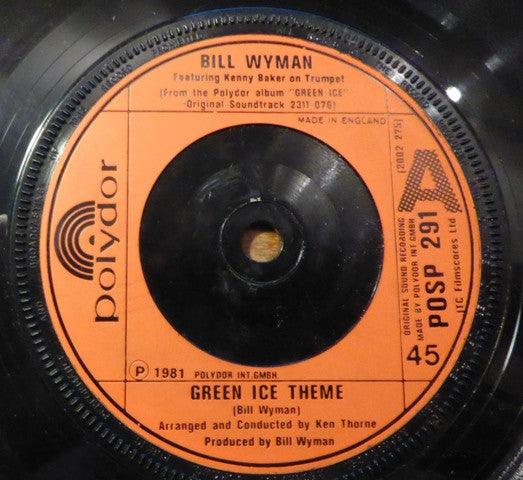 BILL WYMAN
Featuring Kenny Baker on Trumpet
(From the Polydor album "GREEN ICE"
-Original Soundtrack 2311 076)
MADE IN ENGLAND
polydor
(2002 275)
A
ORIGINAL SOUND RECORDING
MADE BY POLYDOR INT.GMBH
POSP 291
ITC Filmscores Ltd
45
P 1981 POLYDOR INT.GMBH.
GREEN ICE THEME
(Bill Wyman)
Arranged and Conducted by Ken Thorne
Produced by Bill Wyman